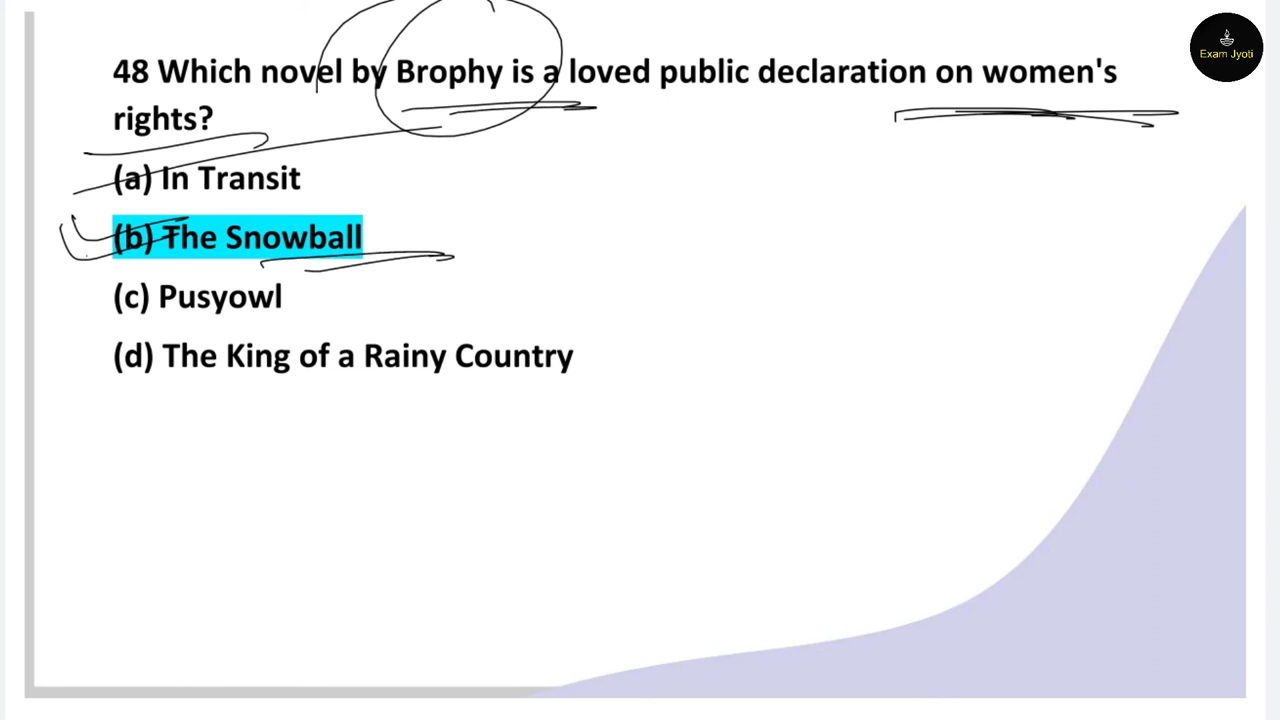 Exam Jyoti
48 Which novel by Brophy is a loved public declaration on women's
rights?
(a) In Transit
(b) The Snowball
(c) Pusyowl
(d) The King of a Rainy Country